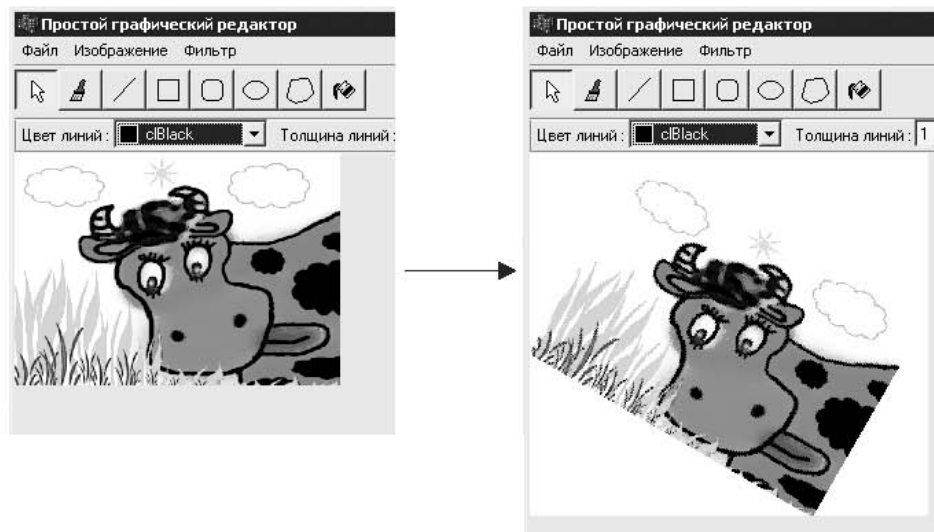 Простой графический редактор
Файл Изображение Фильтр
Цвет линий : clBlack Толщина линий :
Простой графический редактор
Файл Изображение Фильтр
Цвет линий : clBlack Толщина линий : 1